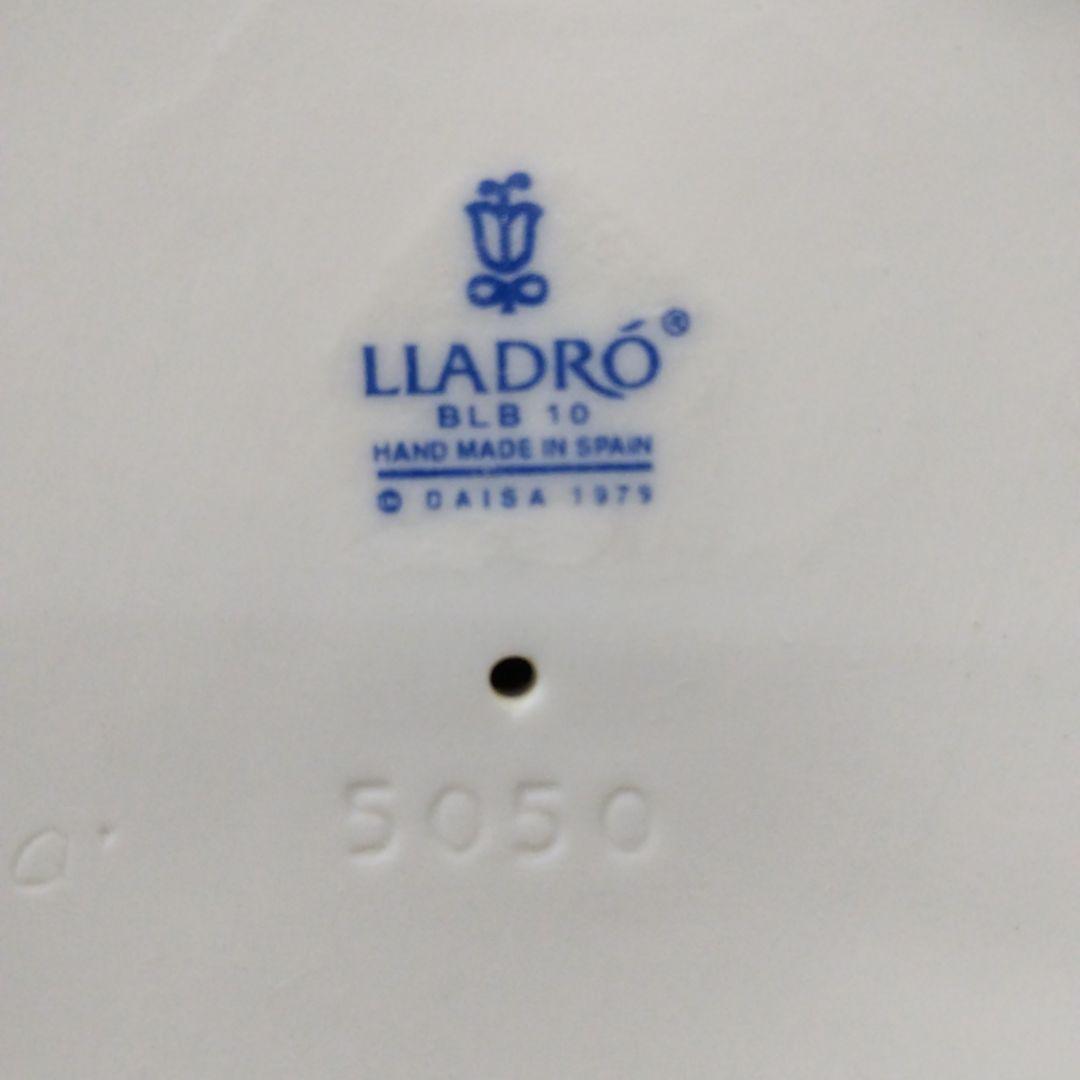 LLADRÓ®
BLB 10
HAND MADE IN SPAIN
© DAISA 1979
5050
a'